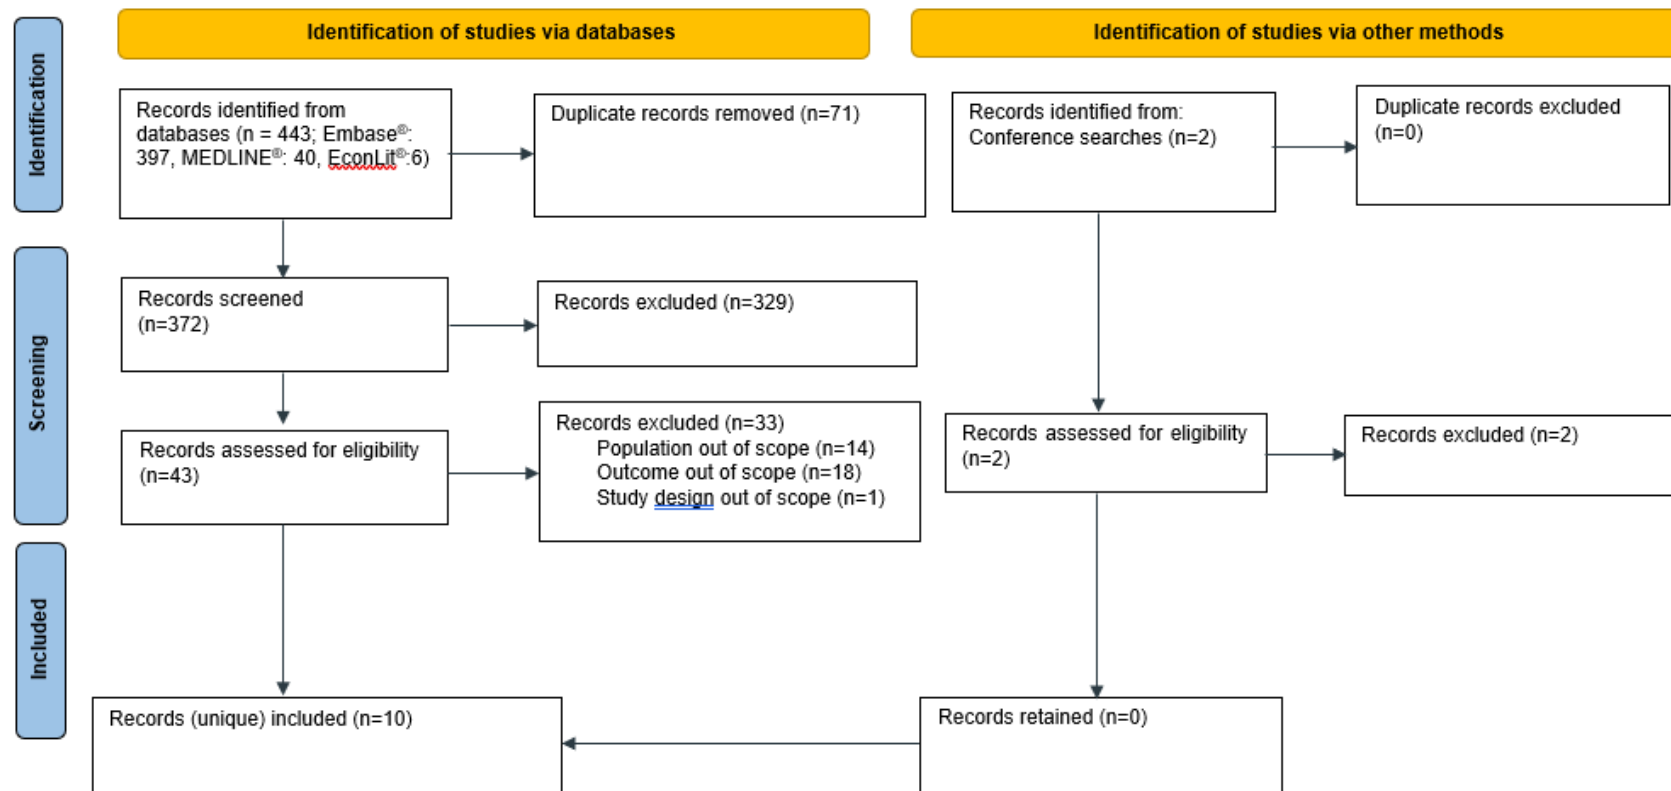 Identification of studies via databases
Identification of studies via other methods
Identification
Records identified from
databases (n = 443; Embase®:
397, MEDLINE®: 40, EconLit®:6)
Duplicate records removed (n=71)
Records identified from:
Conference searches (n=2)
Duplicate records excluded
(n=0)
Screening
Records screened
(n=372)
Records excluded (n=329)
Records assessed for eligibility
(n=43)
Records excluded (n=33)
Population out of scope (n=14)
Outcome out of scope (n=18)
Study design out of scope (n=1)
Records assessed for eligibility
(n=2)
Records excluded (n=2)
Included
Records (unique) included (n=10)
Records retained (n=0)